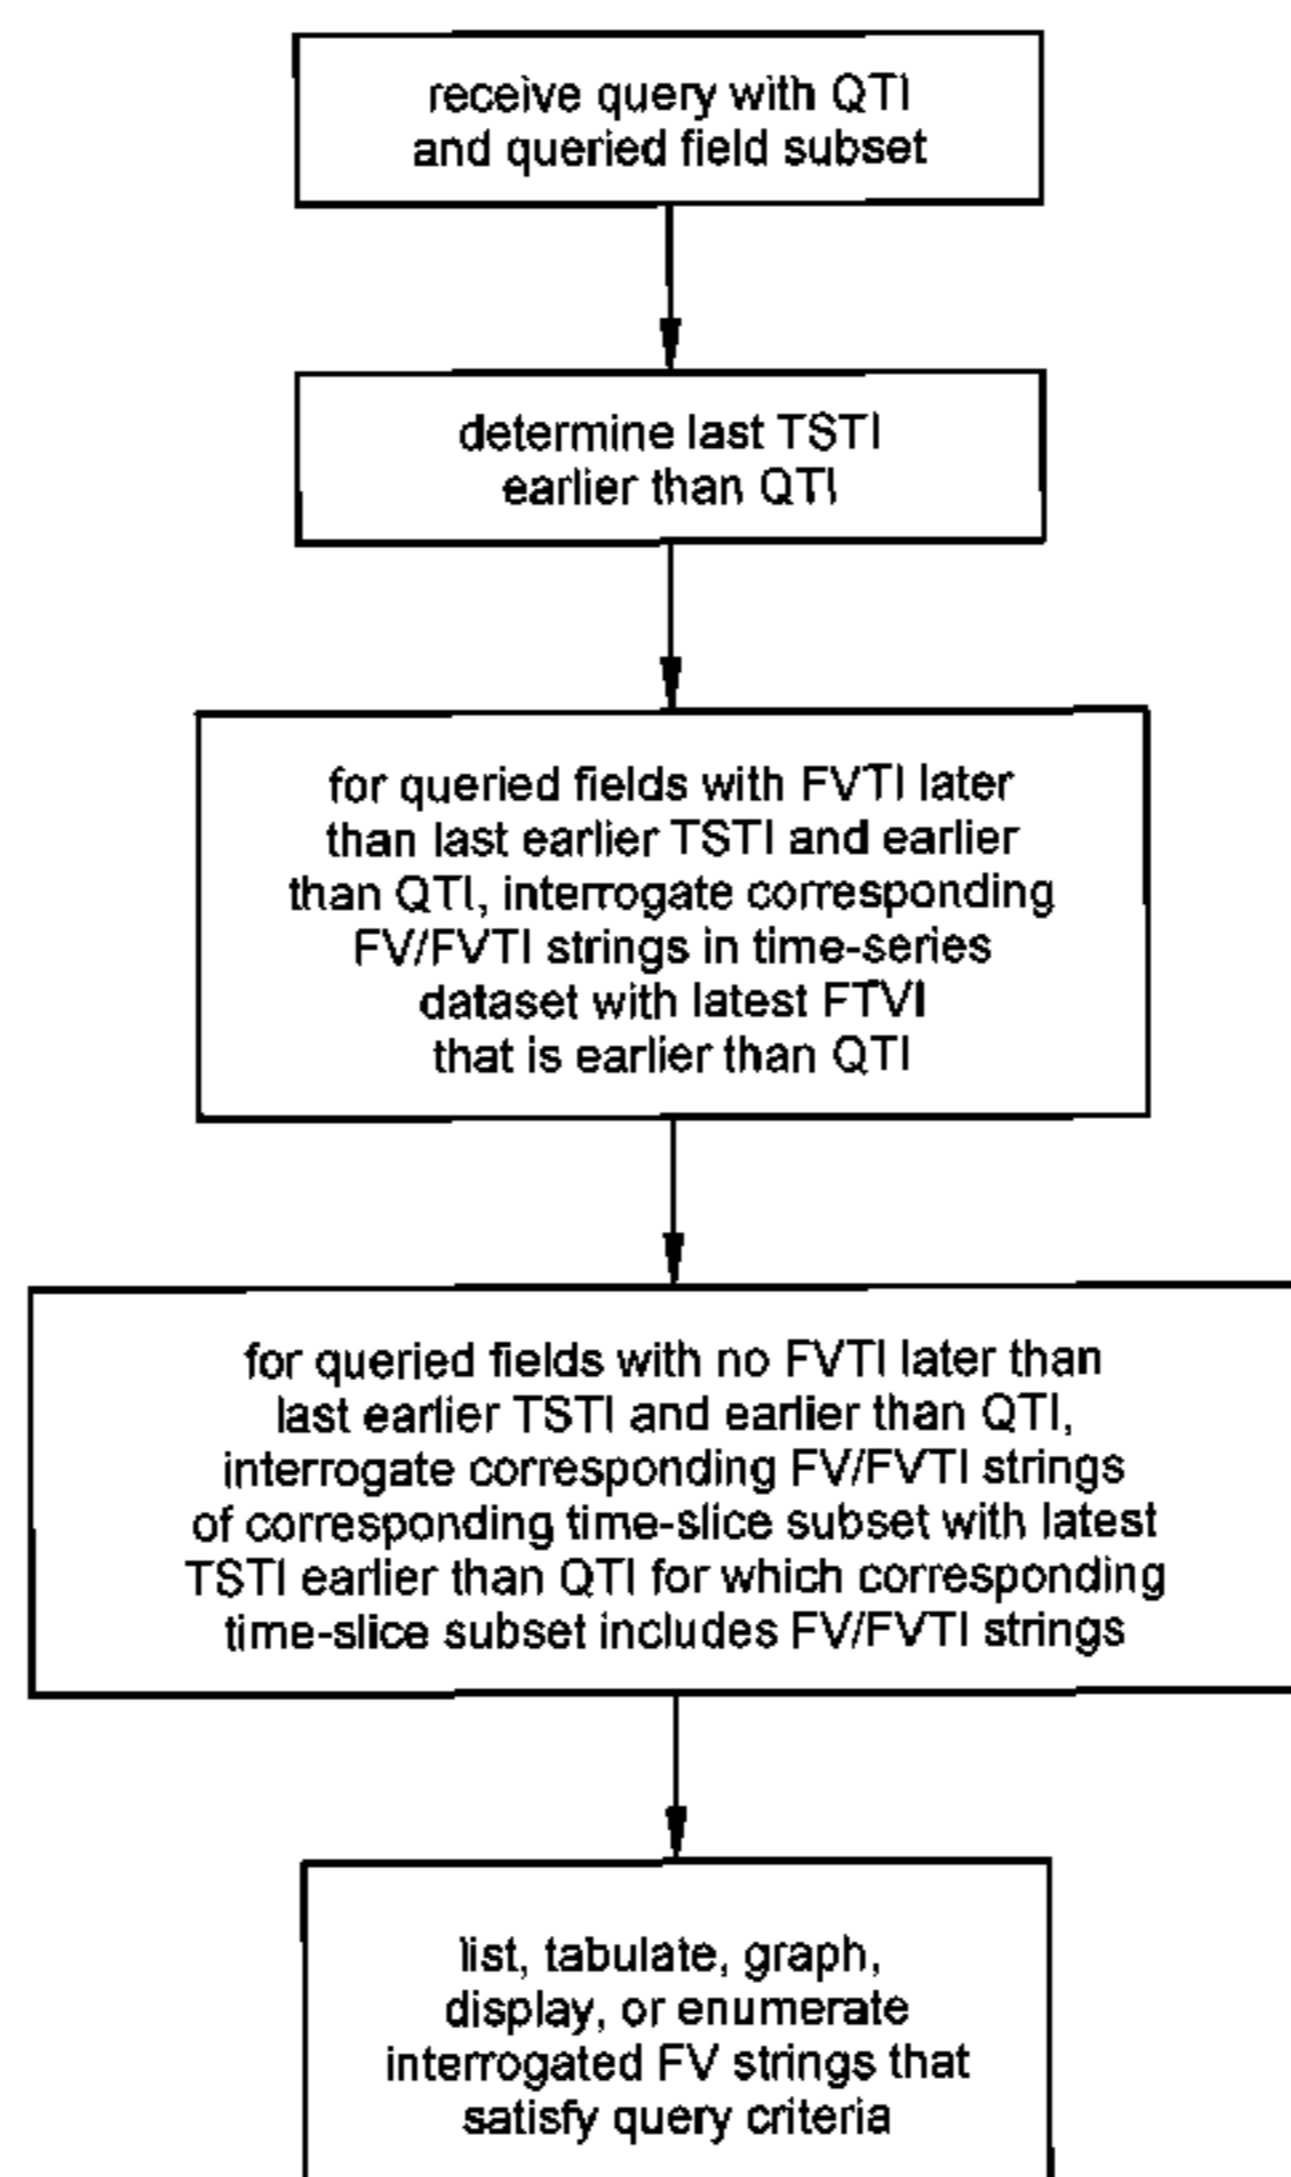 receive query with QTI
and queried field subset
determine last TSTI
earlier than QTI
for queried fields with FVTI later
than last earlier TSTI and earlier
than QTI, interrogate corresponding
FV/FVTI strings in time-series
dataset with latest FTVI
that is earlier than QTI
for queried fields with no FVTI later than
last earlier TSTI and earlier than QTI,
interrogate corresponding FV/FVTI strings
of corresponding time-slice subset with latest
TSTI earlier than QTI for which corresponding
time-slice subset includes FV/FVTI strings
list, tabulate, graph,
display, or enumerate
interrogated FV strings that
satisfy query criteria